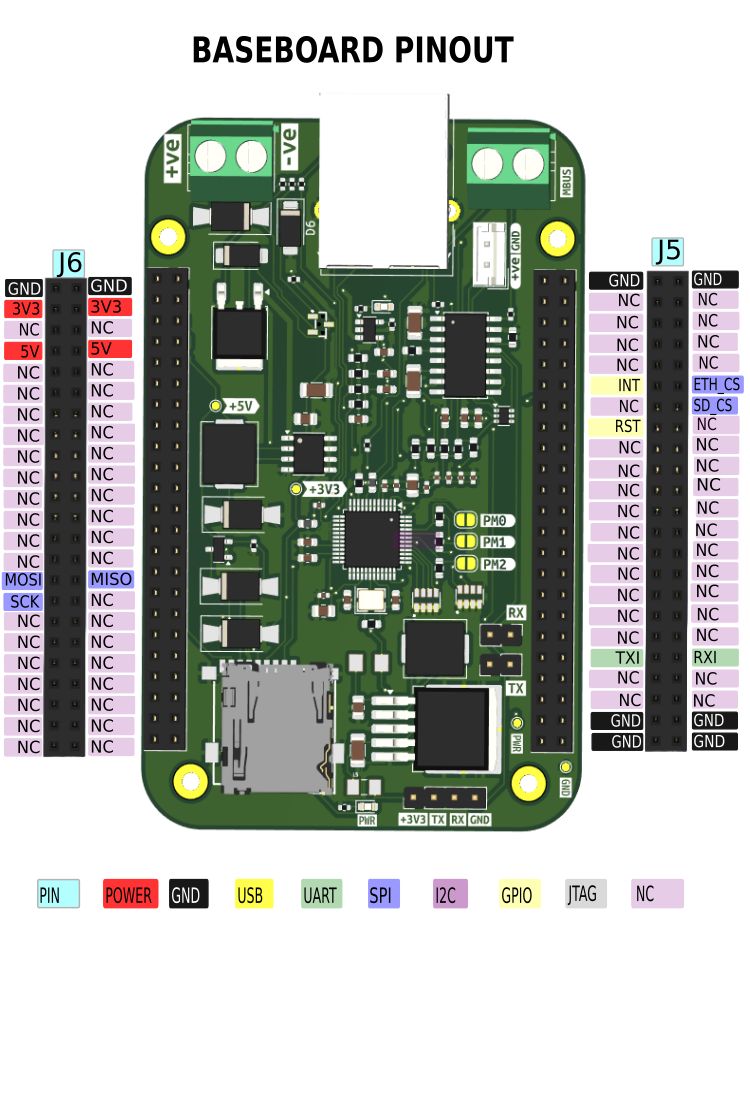 BASEBOARD PINOUT
+ve
-ve
MBUS
D6
+ve GND
+5V
+3V3
PM0
PM1
PM2
RX
TX
PWR
GND
PWR
+3V3 TX RX GND
J6
GND GND
3V3 3V3
NC NC
5V 5V
NC NC
NC NC
NC NC
NC NC
NC NC
NC NC
NC NC
NC NC
NC NC
NC NC
MOSI MISO
SCK NC
NC NC
NC NC
NC NC
NC NC
NC NC
NC NC
NC NC
J5
GND GND
NC NC
NC NC
NC NC
NC NC
INT ETH_CS
NC SD_CS
RST NC
NC NC
NC NC
NC NC
NC NC
NC NC
NC NC
NC NC
NC NC
NC NC
NC NC
TXI RXI
NC NC
NC NC
GND GND
GND GND
PIN POWER GND USB UART SPI I2C GPIO JTAG NC